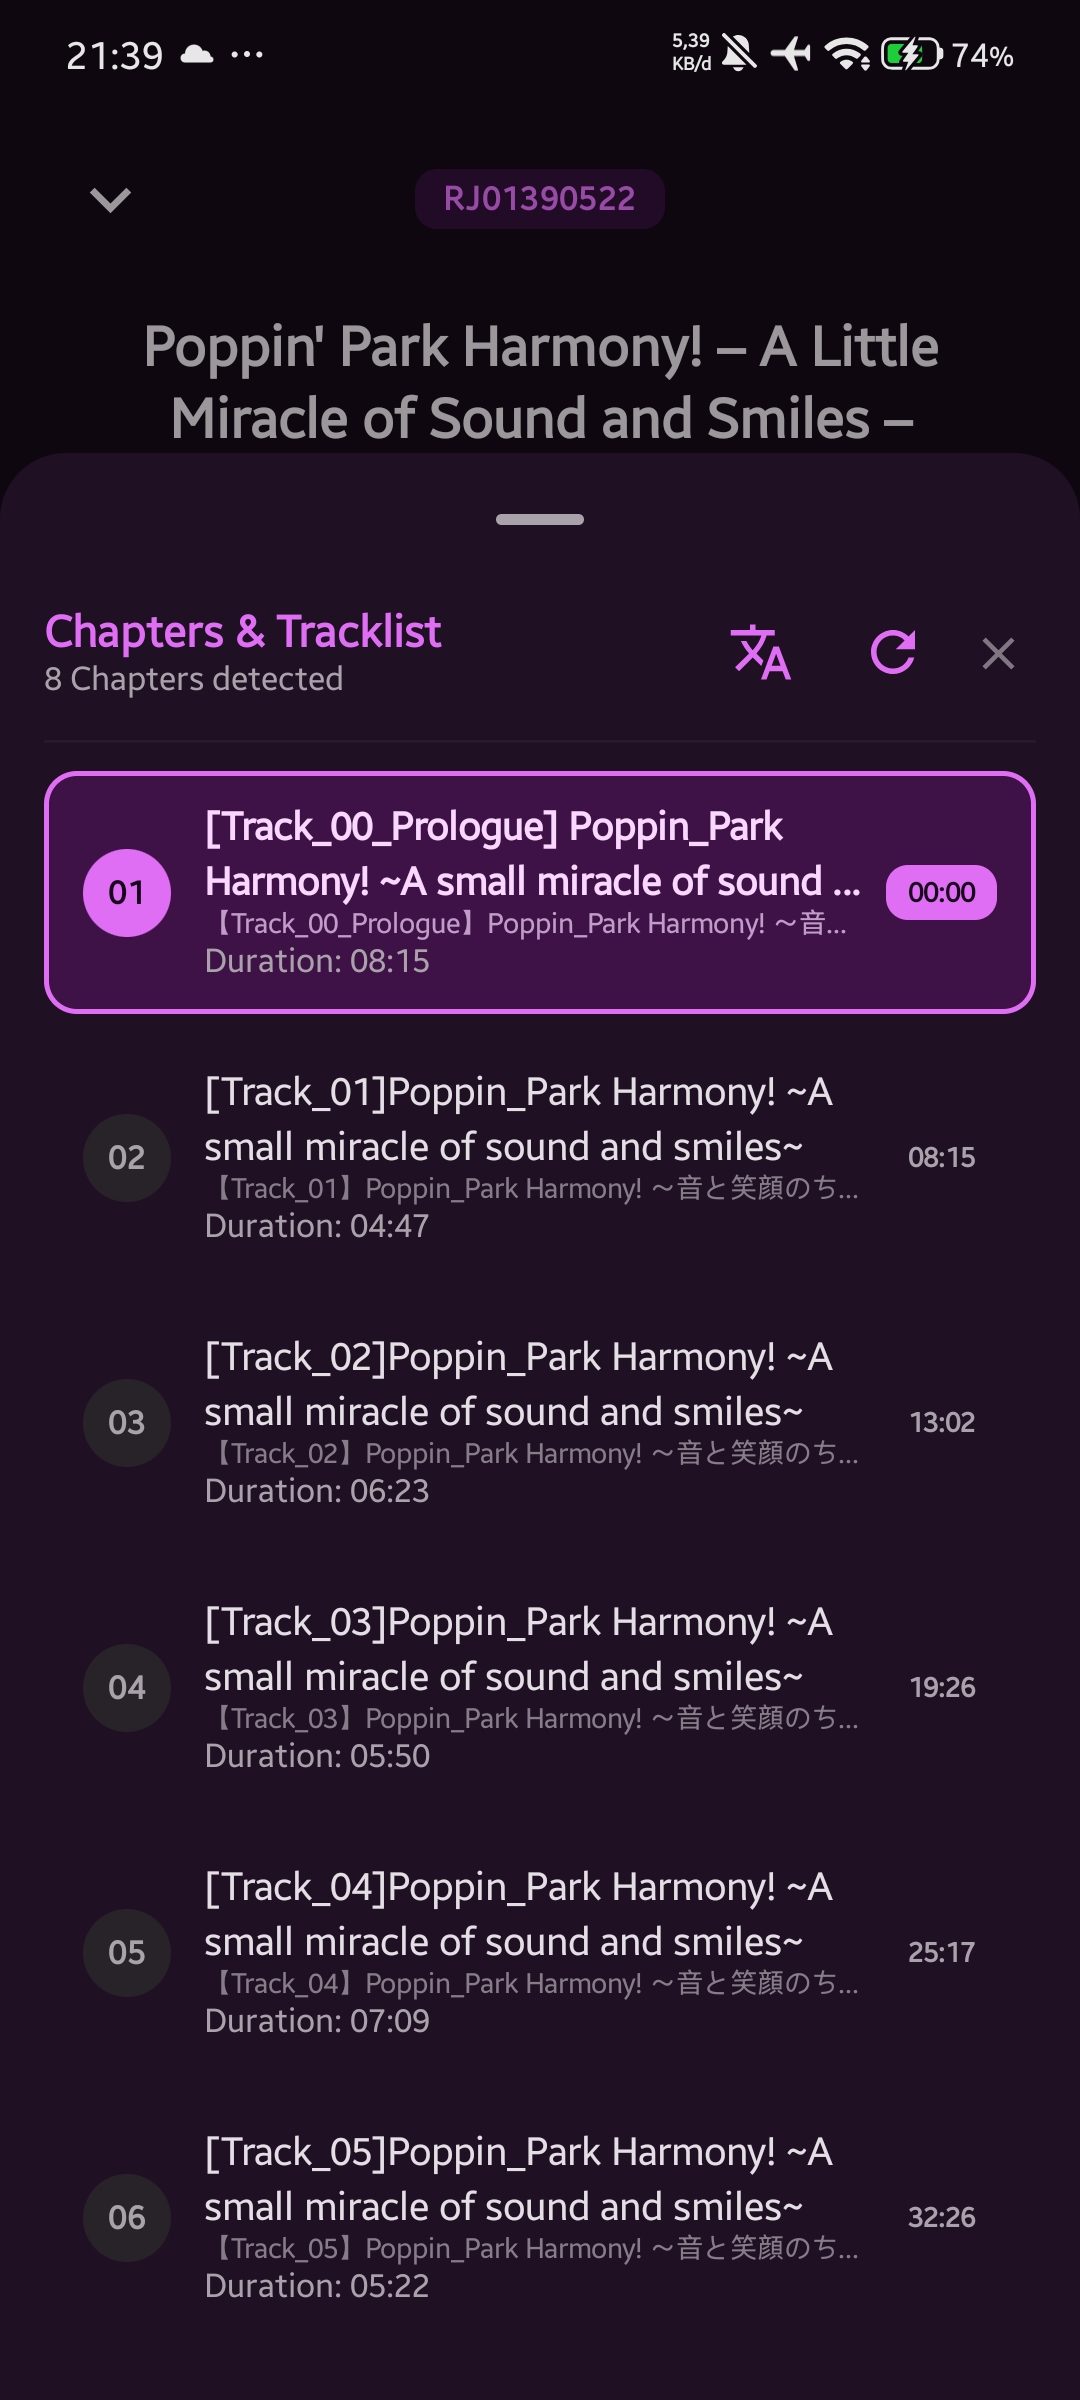 21:39
5,39
KB/d
74%
RJ01390522
Poppin' Park Harmony! – A Little
Miracle of Sound and Smiles –
Chapters & Tracklist
8 Chapters detected
01
[Track_00_Prologue] Poppin_Park
Harmony! ~A small miracle of sound ...
【Track_00_Prologue】Poppin_Park Harmony! ～音...
Duration: 08:15
00:00
02
[Track_01]Poppin_Park Harmony! ~A
small miracle of sound and smiles~
【Track_01】Poppin_Park Harmony! ～音と笑顔のち...
Duration: 04:47
08:15
03
[Track_02]Poppin_Park Harmony! ~A
small miracle of sound and smiles~
【Track_02】Poppin_Park Harmony! ～音と笑顔のち...
Duration: 06:23
13:02
04
[Track_03]Poppin_Park Harmony! ~A
small miracle of sound and smiles~
【Track_03】Poppin_Park Harmony! ～音と笑顔のち...
Duration: 05:50
19:26
05
[Track_04]Poppin_Park Harmony! ~A
small miracle of sound and smiles~
【Track_04】Poppin_Park Harmony! ～音と笑顔のち...
Duration: 07:09
25:17
06
[Track_05]Poppin_Park Harmony! ~A
small miracle of sound and smiles~
【Track_05】Poppin_Park Harmony! ～音と笑顔のち...
Duration: 05:22
32:26